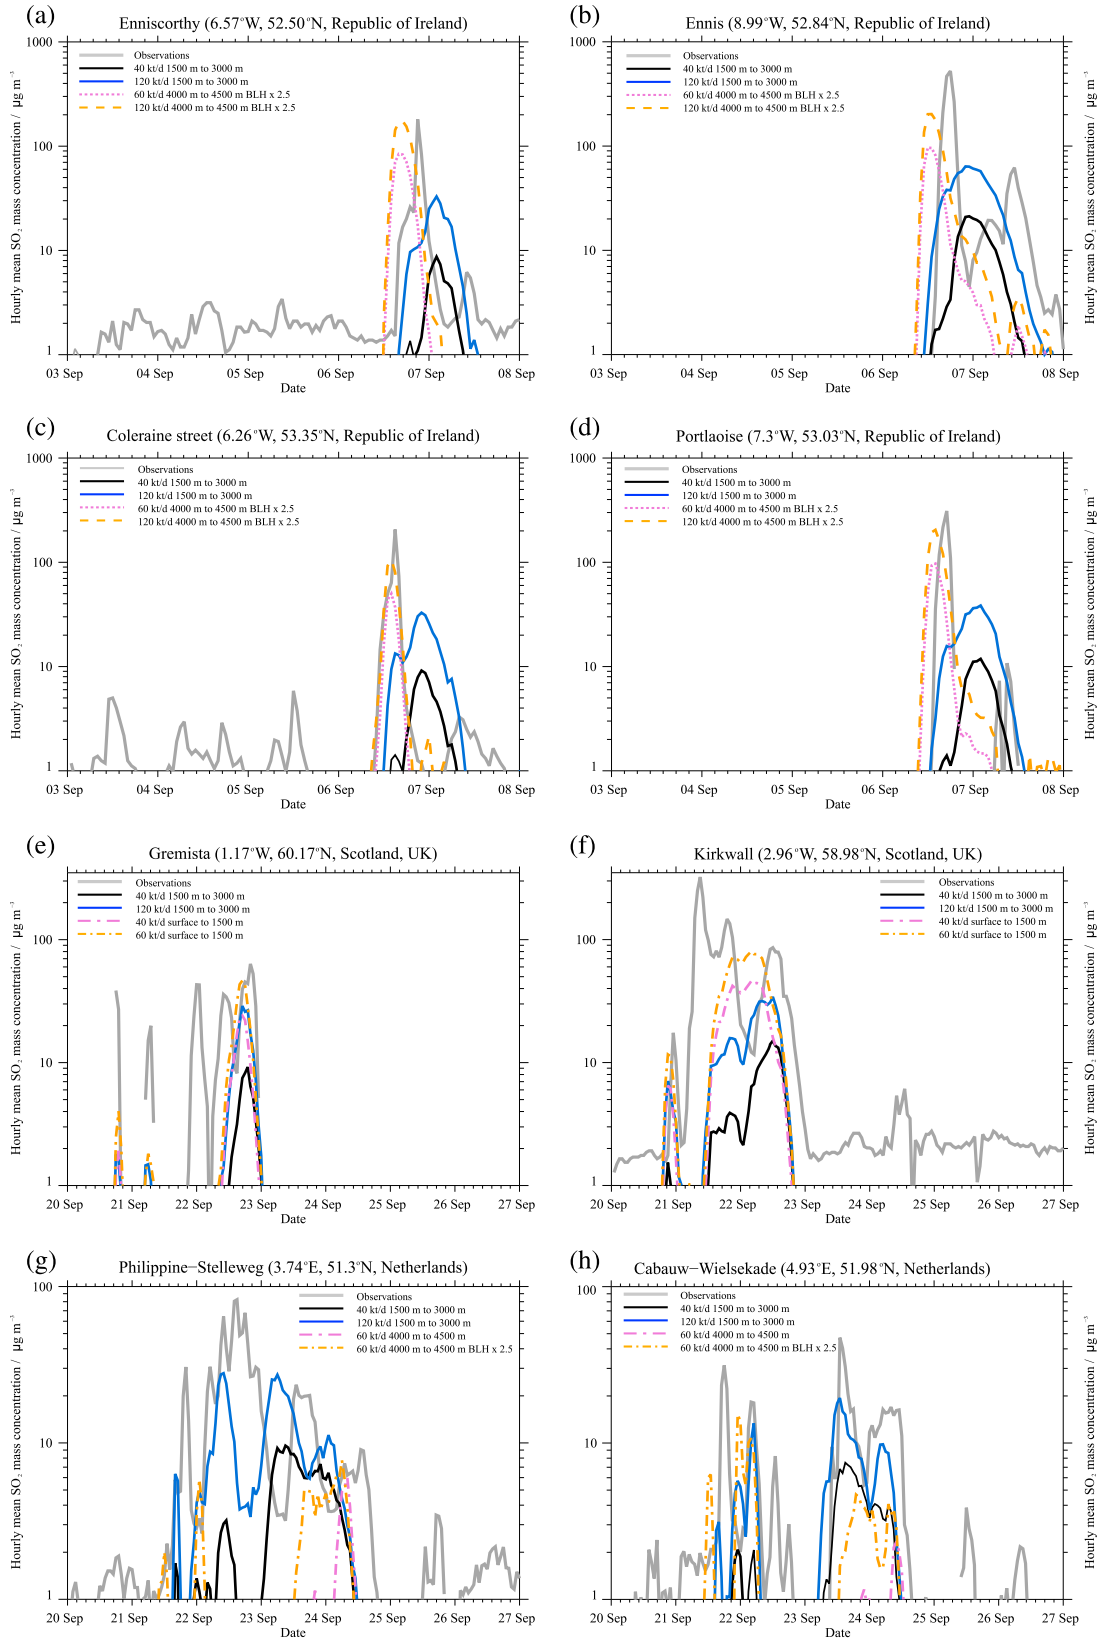 (a)
Enniscorthy (6.57°W, 52.50°N, Republic of Ireland)
Hourly mean SO2 mass concentration / μg m−3
1000
100
10
1
Observations
40 kt/d 1500 m to 3000 m
120 kt/d 1500 m to 3000 m
60 kt/d 4000 m to 4500 m BLH x 2.5
120 kt/d 4000 m to 4500 m BLH x 2.5
03 Sep 04 Sep 05 Sep 06 Sep 07 Sep 08 Sep
Date
(b)
Ennis (8.99°W, 52.84°N, Republic of Ireland)
1000
100
10
1
Observations
40 kt/d 1500 m to 3000 m
120 kt/d 1500 m to 3000 m
60 kt/d 4000 m to 4500 m BLH x 2.5
120 kt/d 4000 m to 4500 m BLH x 2.5
03 Sep 04 Sep 05 Sep 06 Sep 07 Sep 08 Sep
Date
Hourly mean SO2 mass concentration / μg m−3
(c)
Coleraine street (6.26°W, 53.35°N, Republic of Ireland)
Hourly mean SO2 mass concentration / μg m−3
1000
100
10
1
Observations
40 kt/d 1500 m to 3000 m
120 kt/d 1500 m to 3000 m
60 kt/d 4000 m to 4500 m BLH x 2.5
120 kt/d 4000 m to 4500 m BLH x 2.5
03 Sep 04 Sep 05 Sep 06 Sep 07 Sep 08 Sep
Date
(d)
Portlaoise (7.3°W, 53.03°N, Republic of Ireland)
1000
100
10
1
Observations
40 kt/d 1500 m to 3000 m
120 kt/d 1500 m to 3000 m
60 kt/d 4000 m to 4500 m BLH x 2.5
120 kt/d 4000 m to 4500 m BLH x 2.5
03 Sep 04 Sep 05 Sep 06 Sep 07 Sep 08 Sep
Date
Hourly mean SO2 mass concentration / μg m−3
(e)
Gremista (1.17°W, 60.17°N, Scotland, UK)
Hourly mean SO2 mass concentration / μg m−3
100
10
1
Observations
40 kt/d 1500 m to 3000 m
120 kt/d 1500 m to 3000 m
40 kt/d surface to 1500 m
60 kt/d surface to 1500 m
20 Sep 21 Sep 22 Sep 23 Sep 24 Sep 25 Sep 26 Sep 27 Sep
Date
(f)
Kirkwall (2.96°W, 58.98°N, Scotland, UK)
100
10
1
Observations
40 kt/d 1500 m to 3000 m
120 kt/d 1500 m to 3000 m
40 kt/d surface to 1500 m
60 kt/d surface to 1500 m
20 Sep 21 Sep 22 Sep 23 Sep 24 Sep 25 Sep 26 Sep 27 Sep
Date
Hourly mean SO2 mass concentration / μg m−3
(g)
Philippine−Stelleweg (3.74°E, 51.3°N, Netherlands)
Hourly mean SO2 mass concentration / μg m−3
100
10
1
Observations
40 kt/d 1500 m to 3000 m
120 kt/d 1500 m to 3000 m
60 kt/d 4000 m to 4500 m
60 kt/d 4000 m to 4500 m BLH x 2.5
20 Sep 21 Sep 22 Sep 23 Sep 24 Sep 25 Sep 26 Sep 27 Sep
Date
(h)
Cabauw−Wielsekade (4.93°E, 51.98°N, Netherlands)
100
10
1
Observations
40 kt/d 1500 m to 3000 m
120 kt/d 1500 m to 3000 m
60 kt/d 4000 m to 4500 m
60 kt/d 4000 m to 4500 m BLH x 2.5
20 Sep 21 Sep 22 Sep 23 Sep 24 Sep 25 Sep 26 Sep 27 Sep
Date
Hourly mean SO2 mass concentration / μg m−3